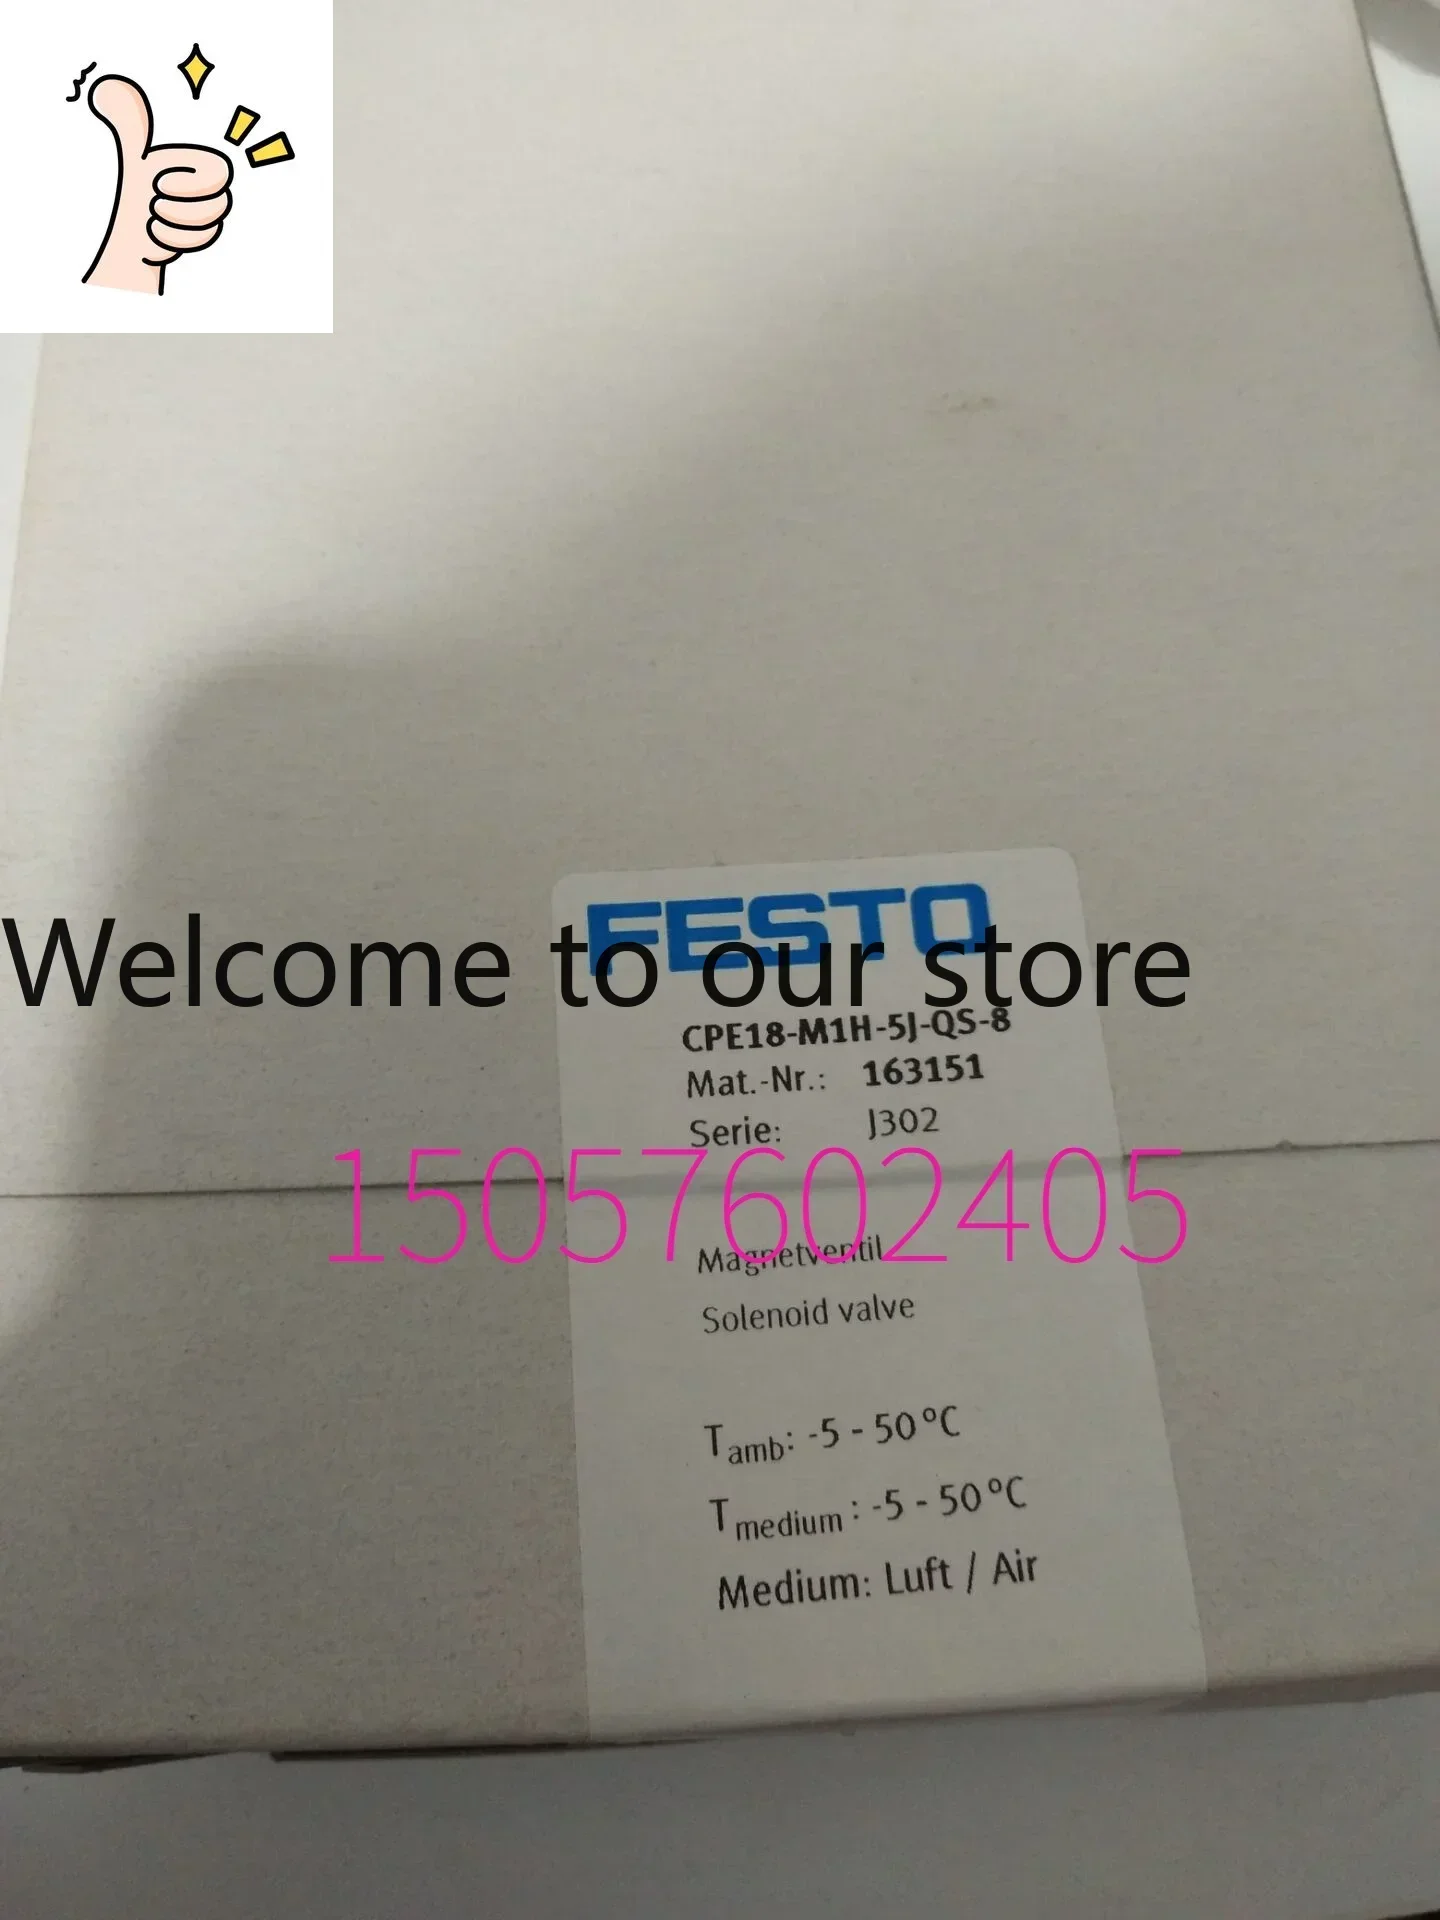 FESTO
Welcome to our store
CPE18-M1H-5J-QS-8
Mat.-Nr.: 163151
Serie: J302
15057602405
Magnetventil
Solenoid valve
Tamb: -5 - 50 °C
Tmedium : -5 - 50 °C
Medium: Luft / Air